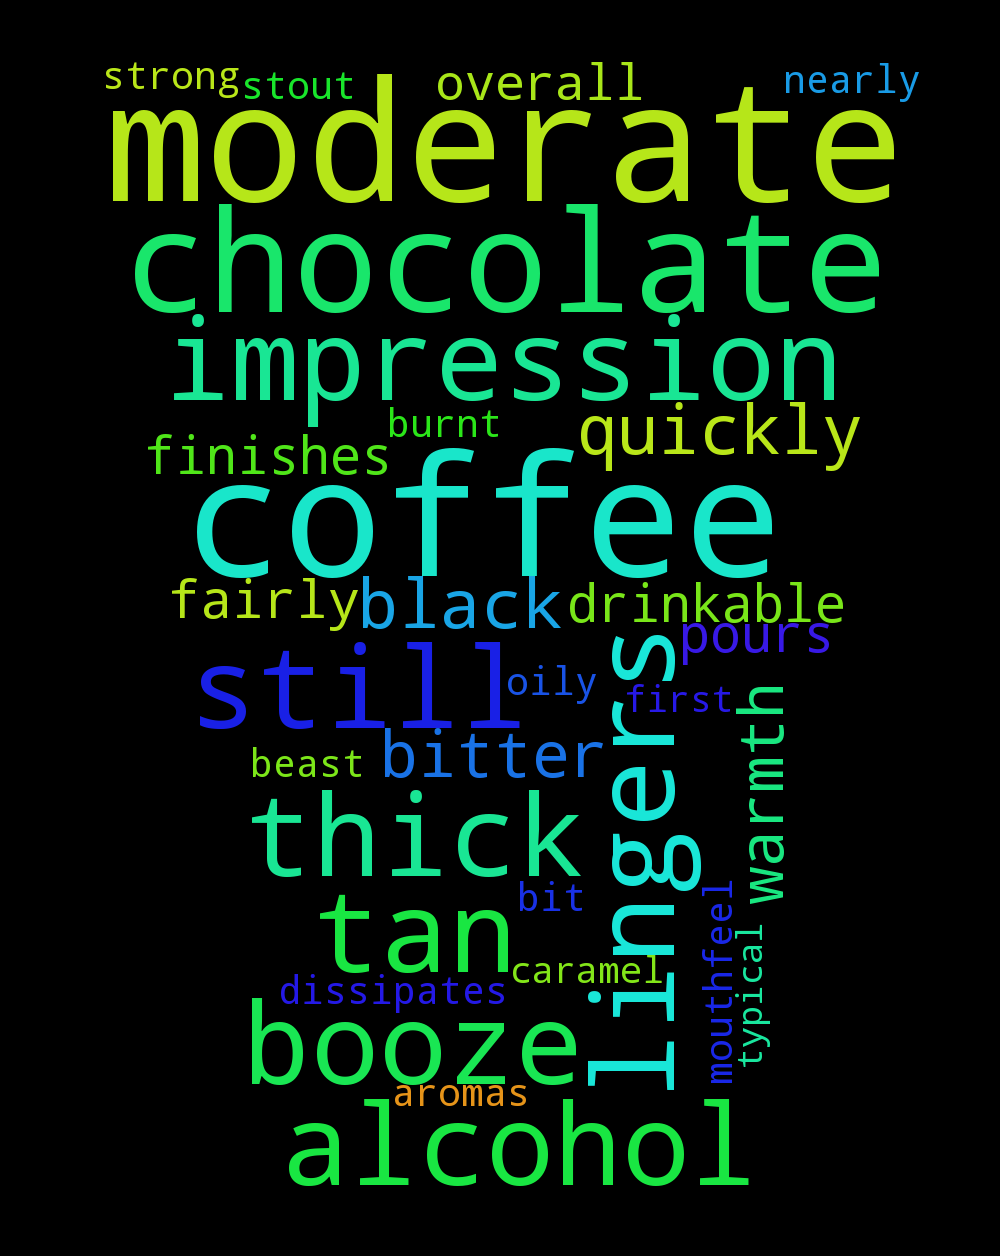 strong stout overall nearly
moderate
chocolate
impression
burnt quickly
finishes
coffee
fairly black drinkable
pours
still lingers
oily first
warmth
beast bitter
thick
tan bit mouthfeel
typical
caramel
dissipates
booze
aromas
alcohol